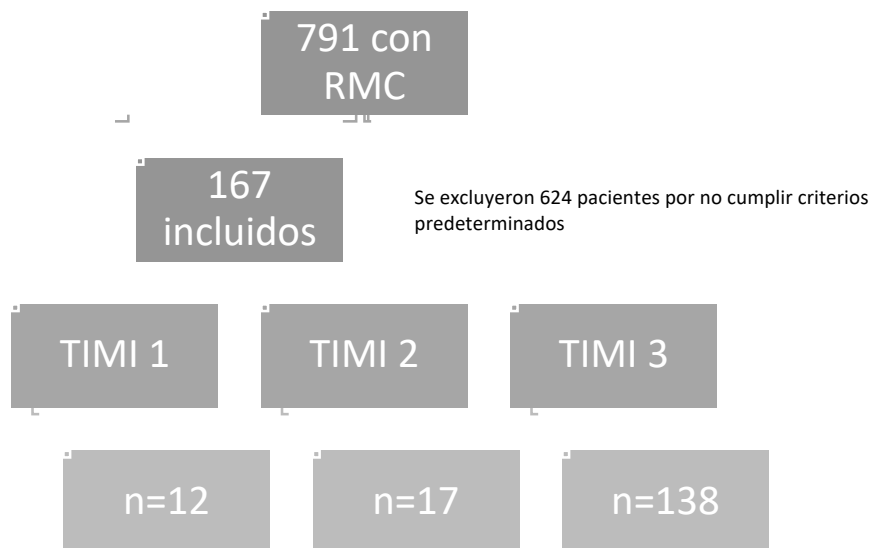 791 con
RMC
167
incluidos
Se excluyeron 624 pacientes por no cumplir criterios
predeterminados
TIMI 1
TIMI 2
TIMI 3
n=12
n=17
n=138